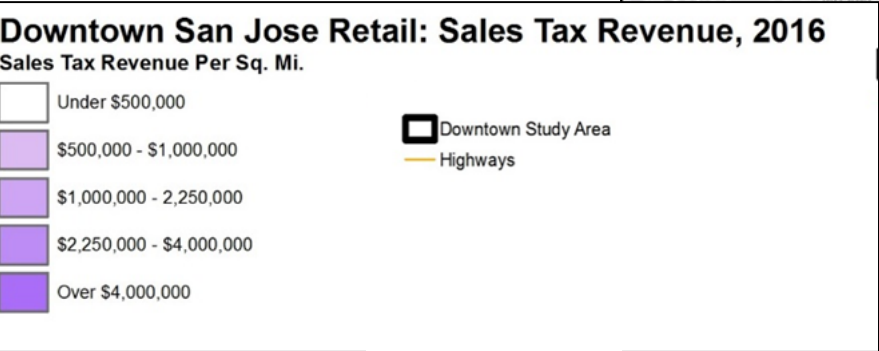 Downtown San Jose Retail: Sales Tax Revenue, 2016
Sales Tax Revenue Per Sq. Mi.
Under $500,000
$500,000 - $1,000,000
$1,000,000 - 2,250,000
$2,250,000 - $4,000,000
Over $4,000,000
Downtown Study Area
Highways